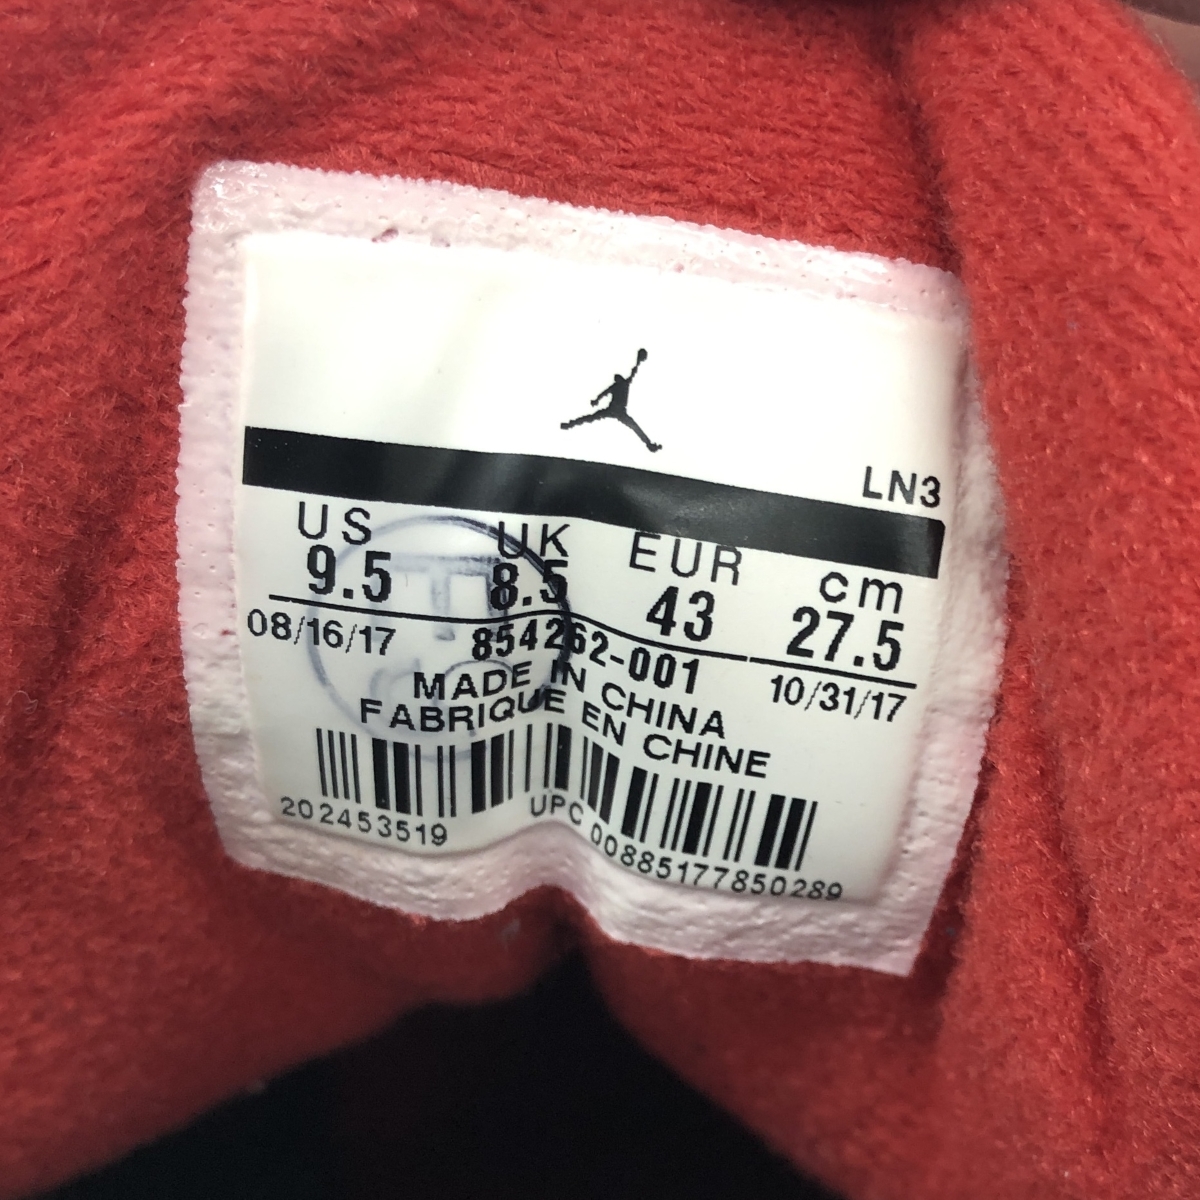 LN3
US UK EUR cm
9.5 8.5 43 27.5
08/16/17 854262-001 10/31/17
MADE IN CHINA
FABRIQUE EN CHINE
202453519 UPC 00885177850289